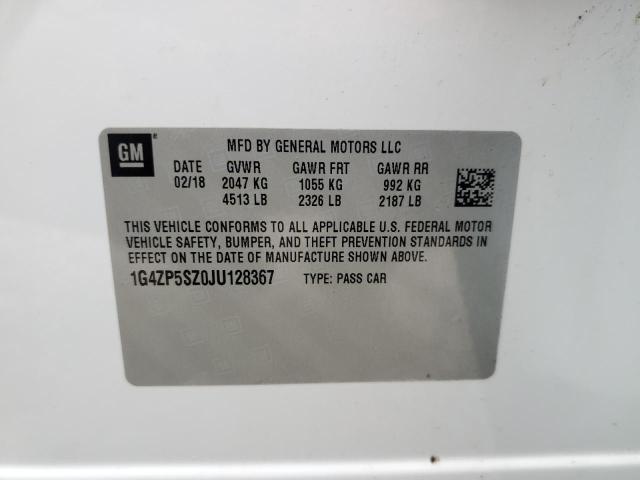 GM
MFD BY GENERAL MOTORS LLC
DATE GVWR GAWR FRT GAWR RR
02/18 2047 KG 1055 KG 992 KG
4513 LB 2326 LB 2187 LB
THIS VEHICLE CONFORMS TO ALL APPLICABLE U.S. FEDERAL MOTOR
VEHICLE SAFETY, BUMPER, AND THEFT PREVENTION STANDARDS IN
EFFECT ON THE DATE OF MANUFACTURE SHOWN ABOVE.
1G4ZP5SZ0JU128367 TYPE: PASS CAR